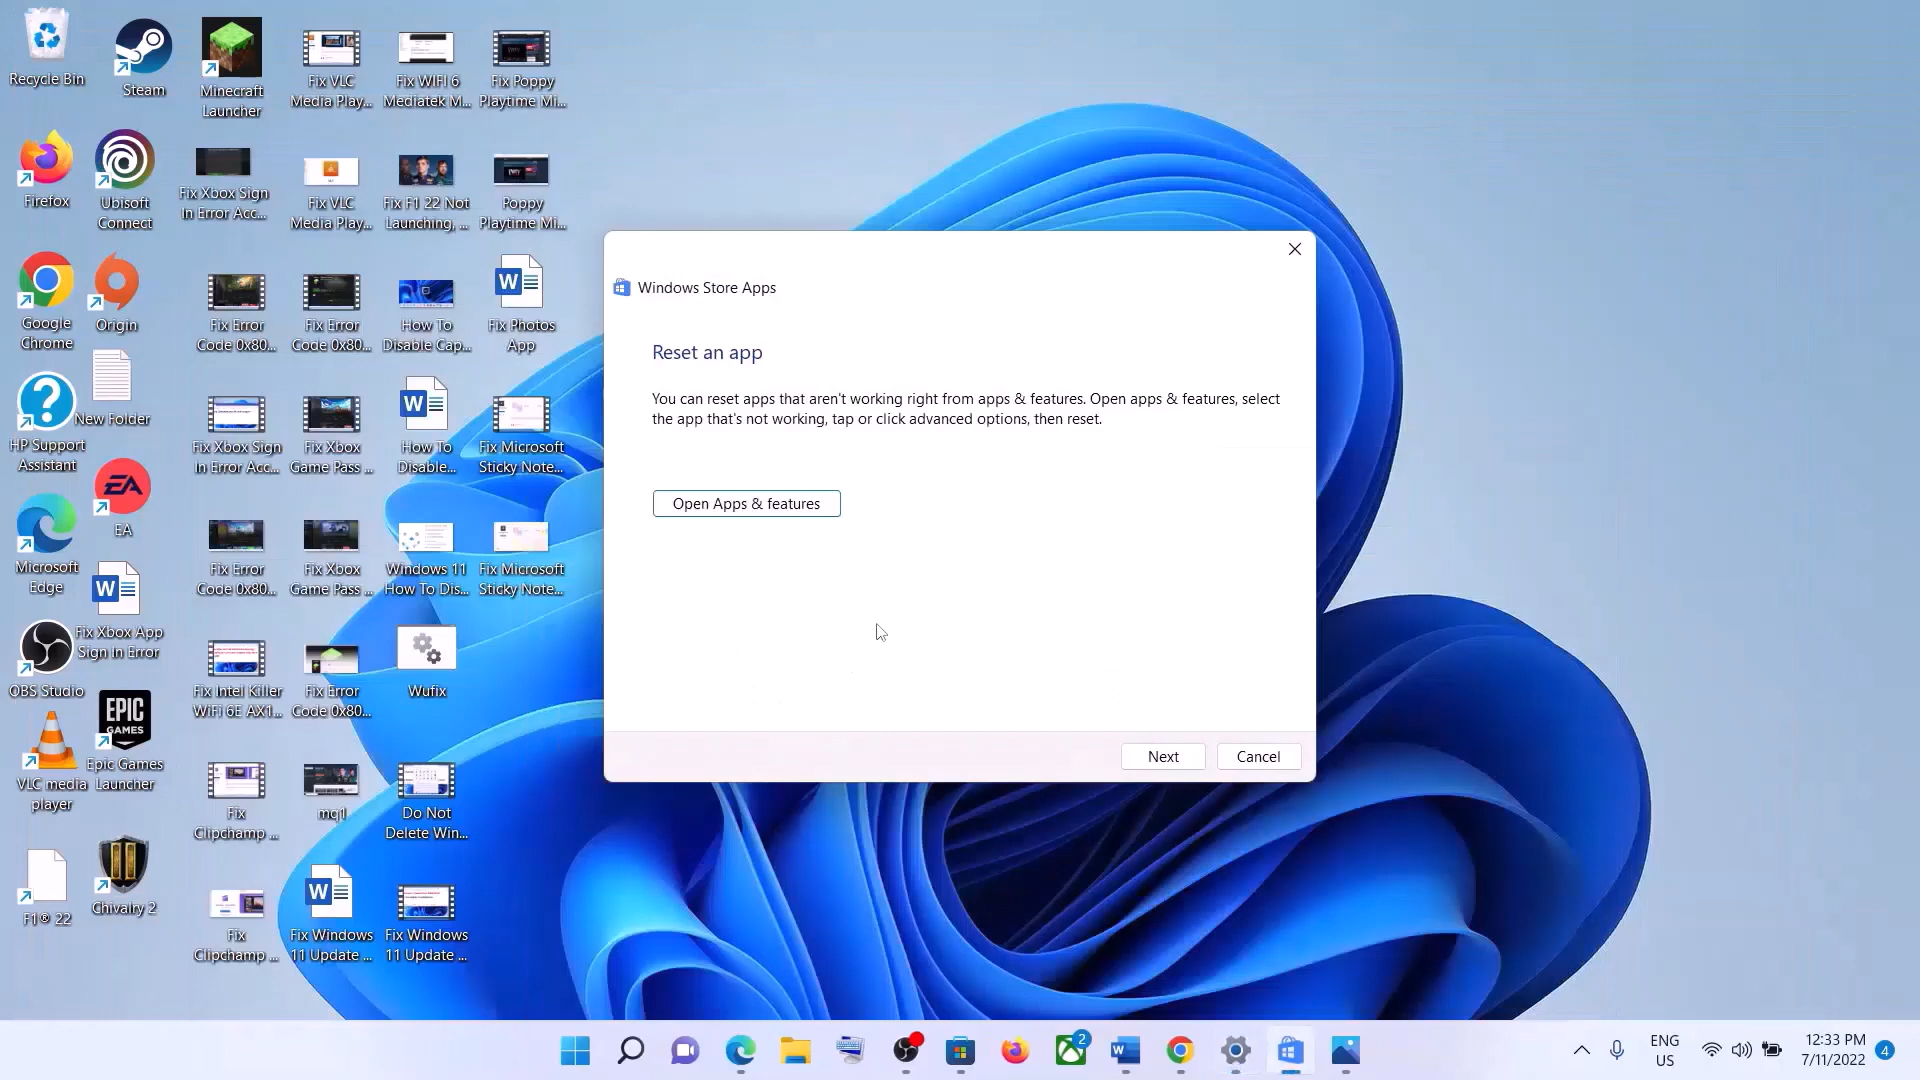 Recycle Bin
Steam
Minecraft
Launcher
Fix VLC
Media Play...
Fix WIFI 6
Mediatek M...
Fix Poppy
Playtime Mi...
Firefox
Ubisoft
Connect
Fix Xbox Sign
In Error Acc...
Fix VLC
Media Play...
Fix F1 22 Not
Launching, ...
Poppy
Playtime Mi...
Google
Chrome
Origin
Fix Error
Code 0x80...
Fix Error
Code 0x80...
How To
Disable Cap...
Fix Photos
App
HP Support
Assistant
New Folder
Fix Xbox Sign
In Error Acc...
Fix Xbox
Game Pass ...
How To
Disable...
Fix Microsoft
Sticky Note...
Microsoft
Edge
EA
Fix Error
Code 0x80...
Fix Xbox
Game Pass ...
Windows 11
How To Dis...
Fix Microsoft
Sticky Note...
OBS Studio
Fix Xbox App
Sign in Error
Fix Intel Killer
WiFi 6E AX1...
Fix Error
Code 0x80...
Wufix
VLC media
player
EPIC
GAMES
Epic Games
Launcher
Fix
Clipchamp ...
mq1
Do Not
Delete Win...
F1® 22
Chivalry 2
Fix
Clipchamp ...
Fix Windows
11 Update ...
Fix Windows
11 Update ...
Windows Store Apps
Reset an app
You can reset apps that aren't working right from apps & features. Open apps & features, select
the app that's not working, tap or click advanced options, then reset.
Open Apps & features
Next
Cancel
2
ENG
US
12:33 PM
7/11/2022
4